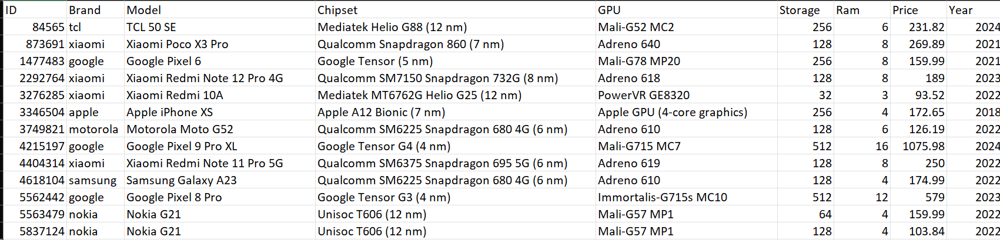 ID Brand Model Chipset GPU Storage Ram Price Year
84565 tcl TCL 50 SE Mediatek Helio G88 (12 nm) Mali-G52 MC2 256 6 231.82 2024
873691 xiaomi Xiaomi Poco X3 Pro Qualcomm Snapdragon 860 (7 nm) Adreno 640 128 8 269.89 2021
1477483 google Google Pixel 6 Google Tensor (5 nm) Mali-G78 MP20 256 8 159.99 2021
2292764 xiaomi Xiaomi Redmi Note 12 Pro 4G Qualcomm SM7150 Snapdragon 732G (8 nm) Adreno 618 128 8 189 2023
3276285 xiaomi Xiaomi Redmi 10A Mediatek MT6762G Helio G25 (12 nm) PowerVR GE8320 32 3 93.52 2022
3346504 apple Apple iPhone XS Apple A12 Bionic (7 nm) Apple GPU (4-core graphics) 256 4 172.65 2018
3749821 motorola Motorola Moto G52 Qualcomm SM6225 Snapdragon 680 4G (6 nm) Adreno 610 128 6 126.19 2022
4215197 google Google Pixel 9 Pro XL Google Tensor G4 (4 nm) Mali-G715 MC7 512 16 1075.98 2024
4404314 xiaomi Xiaomi Redmi Note 11 Pro 5G Qualcomm SM6375 Snapdragon 695 5G (6 nm) Adreno 619 128 8 250 2022
4618104 samsung Samsung Galaxy A23 Qualcomm SM6225 Snapdragon 680 4G (6 nm) Adreno 610 128 4 174.99 2022
5562442 google Google Pixel 8 Pro Google Tensor G3 (4 nm) Immortalis-G715s MC10 512 12 579 2023
5563479 nokia Nokia G21 Unisoc T606 (12 nm) Mali-G57 MP1 64 4 159.99 2022
5837124 nokia Nokia G21 Unisoc T606 (12 nm) Mali-G57 MP1 128 4 103.84 2022